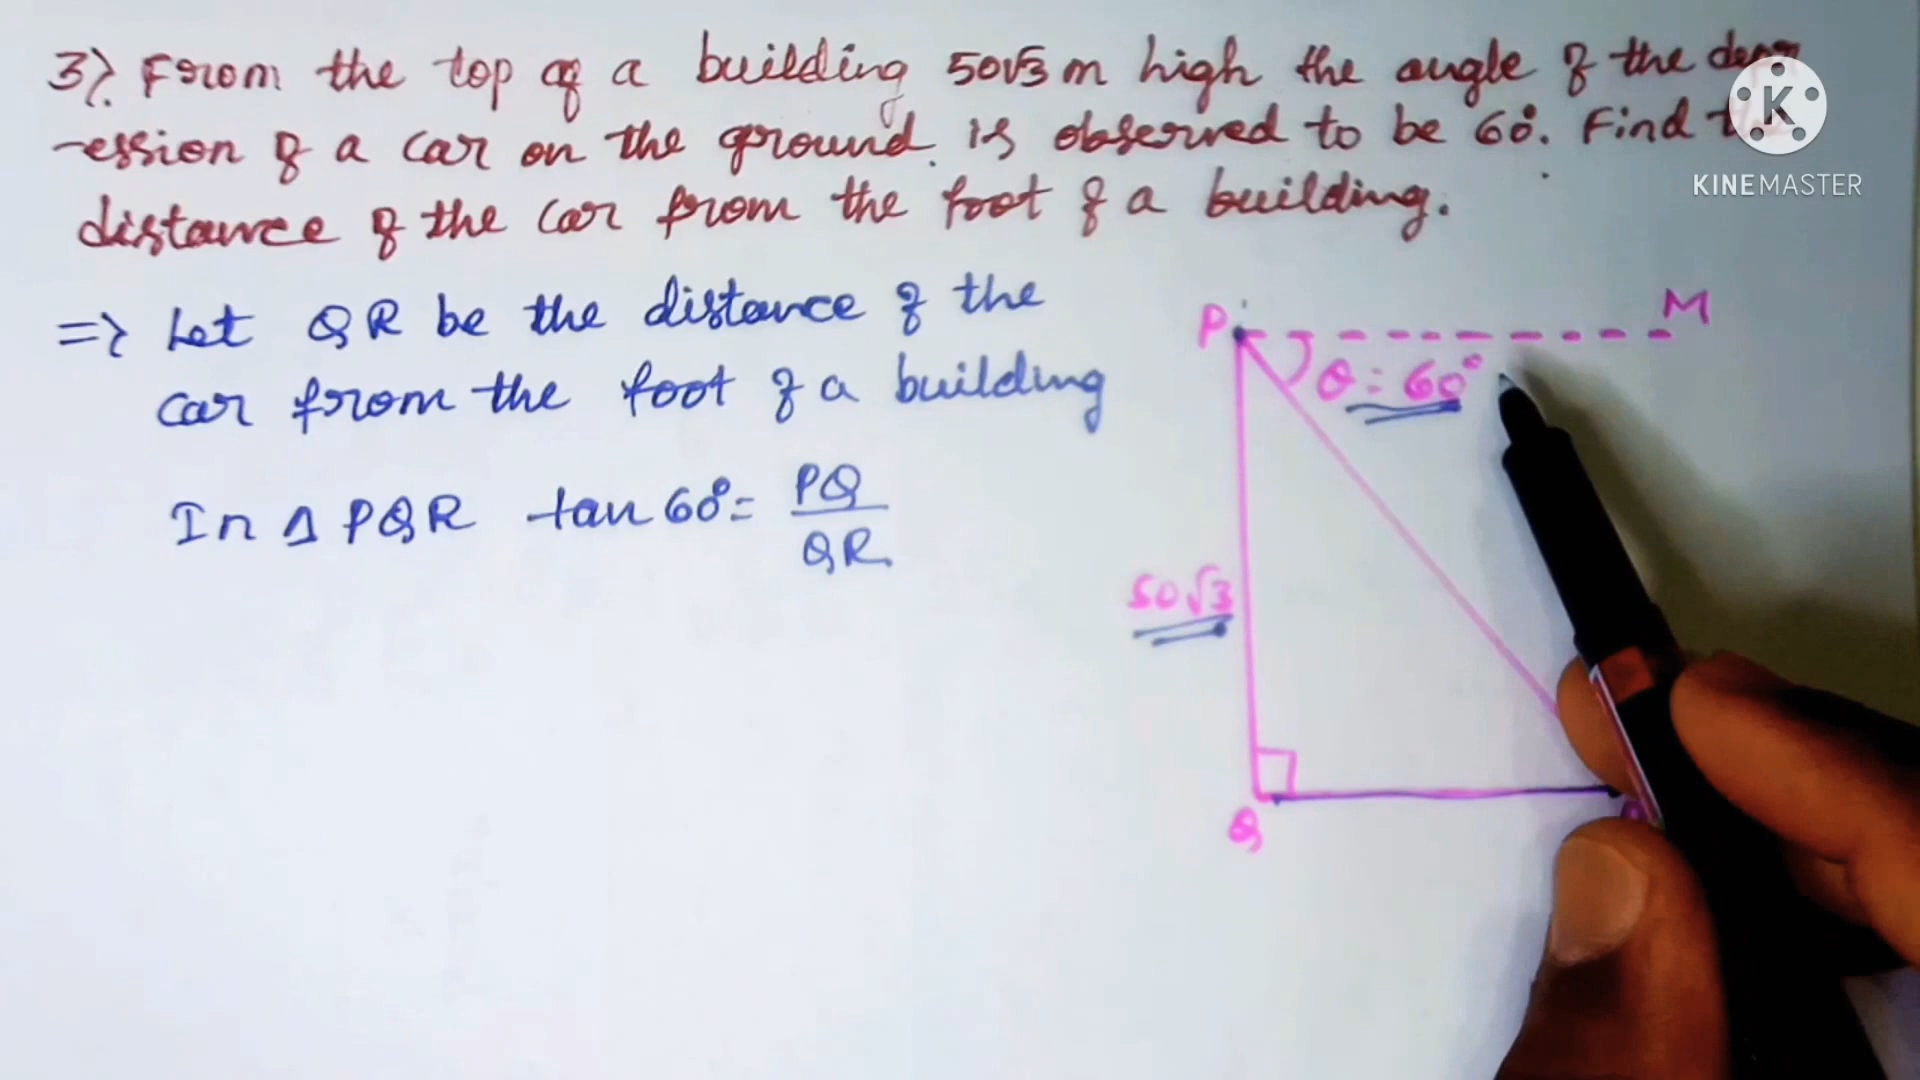 3). From the top of a building 50√3 m high the angle of the depr
-ession of a car on the ground is observed to be 60°. Find the
distance of the car from the foot of a building.
KINEMASTER
=> Let QR be the distance of the
car from the foot of a building
In Δ PQR tan 60° = PQ
QR
P
M
θ = 60°
50√3
Q